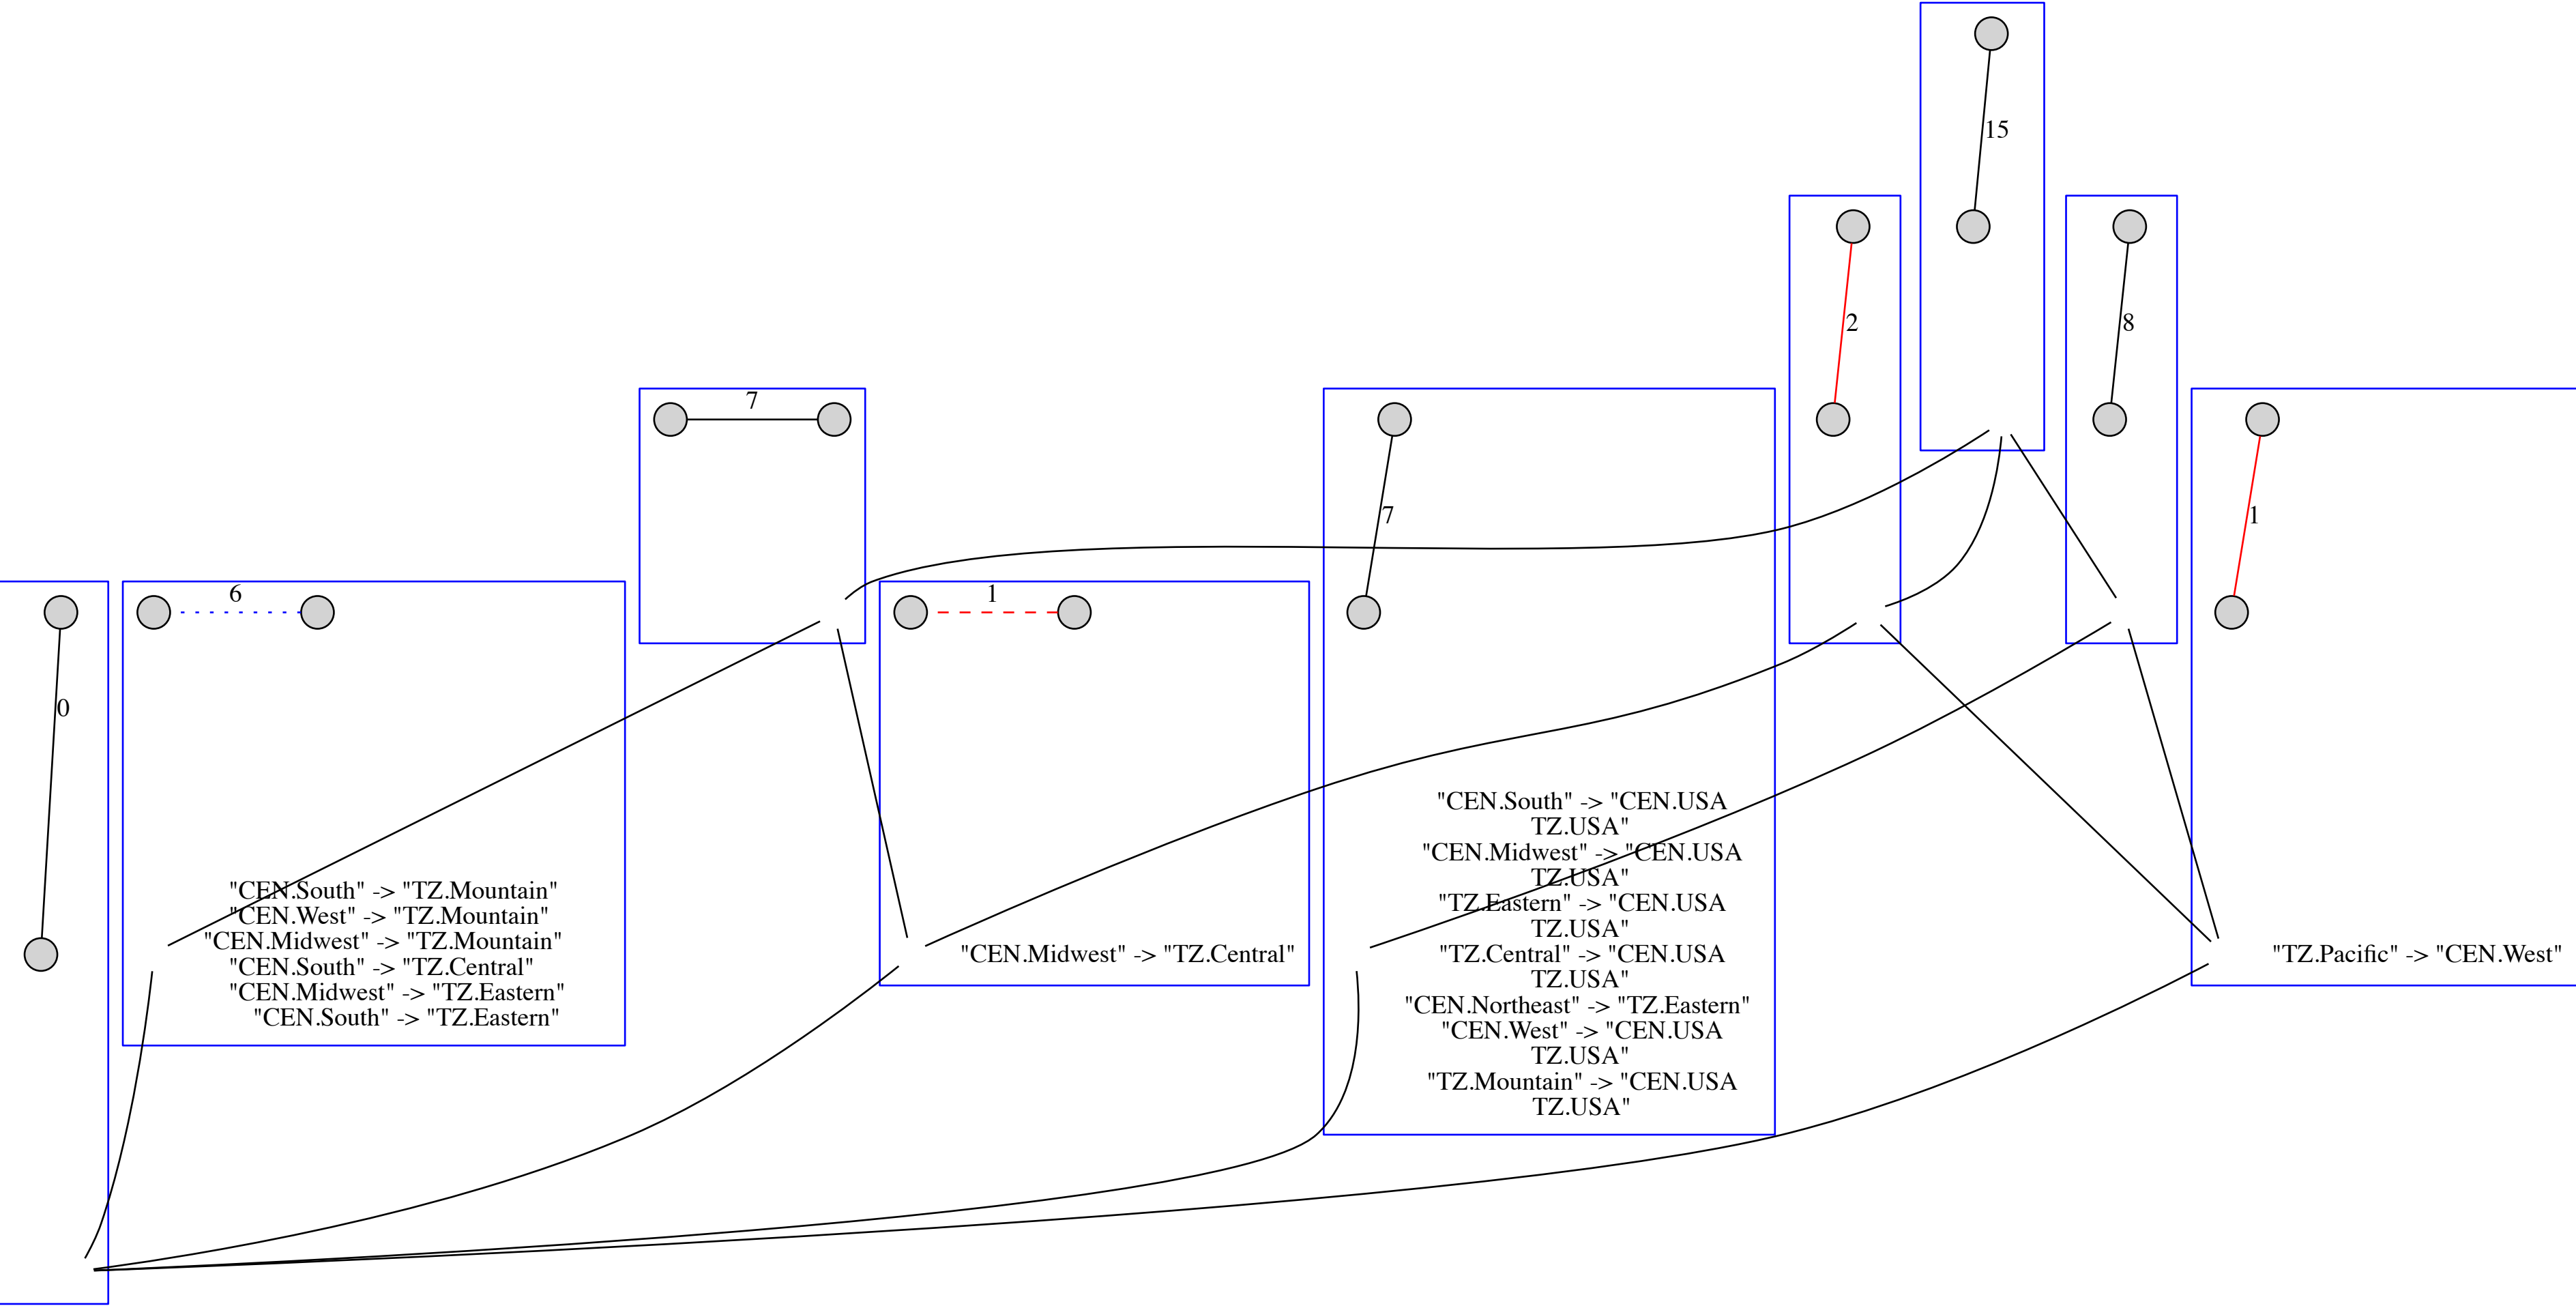 15
2
8
7
7
1
6
1
0
"CEN.South" -> "TZ.Mountain"
"CEN.West" -> "TZ.Mountain"
"CEN.Midwest" -> "TZ.Mountain"
"CEN.South" -> "TZ.Central"
"CEN.Midwest" -> "TZ.Eastern"
"CEN.South" -> "TZ.Eastern"
"CEN.Midwest" -> "TZ.Central"
"CEN.South" -> "CEN.USA
TZ.USA"
"CEN.Midwest" -> "CEN.USA
TZ.USA"
"TZ.Eastern" -> "CEN.USA
TZ.USA"
"TZ.Central" -> "CEN.USA
TZ.USA"
"CEN.Northeast" -> "TZ.Eastern"
"CEN.West" -> "CEN.USA
TZ.USA"
"TZ.Mountain" -> "CEN.USA
TZ.USA"
"TZ.Pacific" -> "CEN.West"